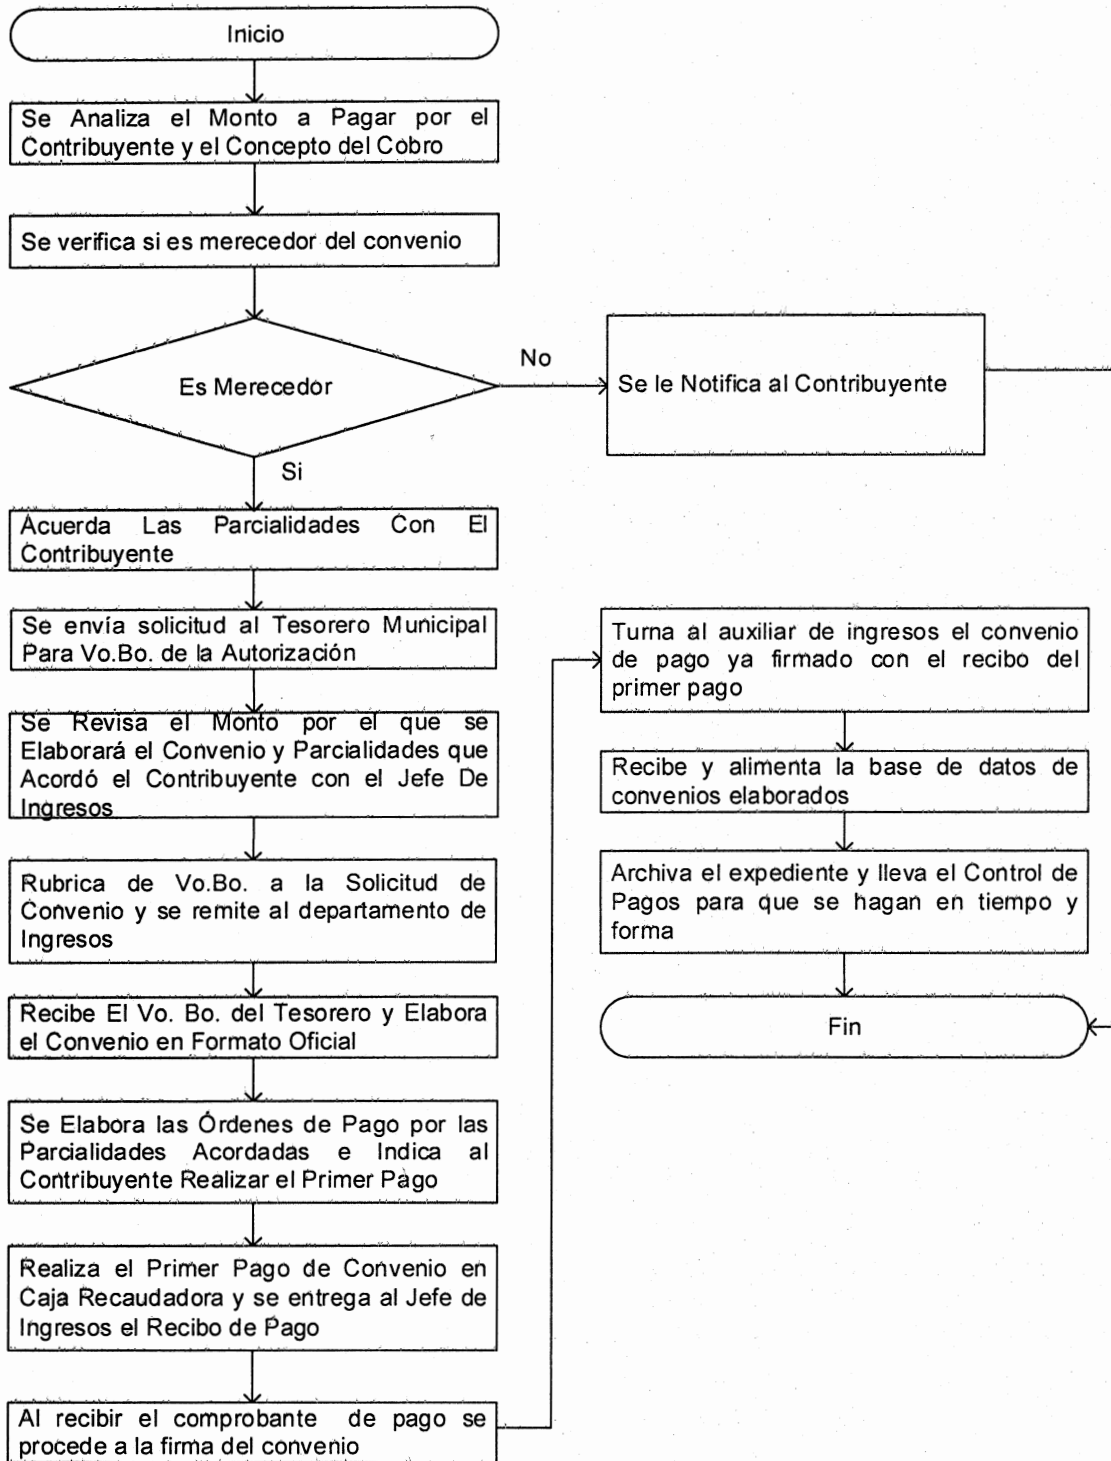 Inicio
Se Analiza el Monto a Pagar por el
Contribuyente y el Concepto del Cobro
Se verifica si es merecedor del convenio
Es Merecedor
No
Se le Notifica al Contribuyente
Si
Acuerda Las Parcialidades Con El
Contribuyente
Se envía solicitud al Tesorero Municipal
Para Vo.Bo. de la Autorización
Se Revisa el Monto por el que se
Elaborará el Convenio y Parcialidades que
Acordó el Contribuyente con el Jefe De
Ingresos
Rubrica de Vo.Bo. a la Solicitud de
Convenio y se remite al departamento de
Ingresos
Recibe El Vo. Bo. del Tesorero y Elabora
el Convenio en Formato Oficial
Se Elabora las Órdenes de Pago por las
Parcialidades Acordadas e Indica al
Contribuyente Realizar el Primer Pago
Realiza el Primer Pago de Convenio en
Caja Recaudadora y se entrega al Jefe de
Ingresos el Recibo de Pago
Al recibir el comprobante de pago se
procede a la firma del convenio
Turna al auxiliar de ingresos el convenio
de pago ya firmado con el recibo del
primer pago
Recibe y alimenta la base de datos de
convenios elaborados
Archiva el expediente y lleva el Control de
Pagos para que se hagan en tiempo y
forma
Fin